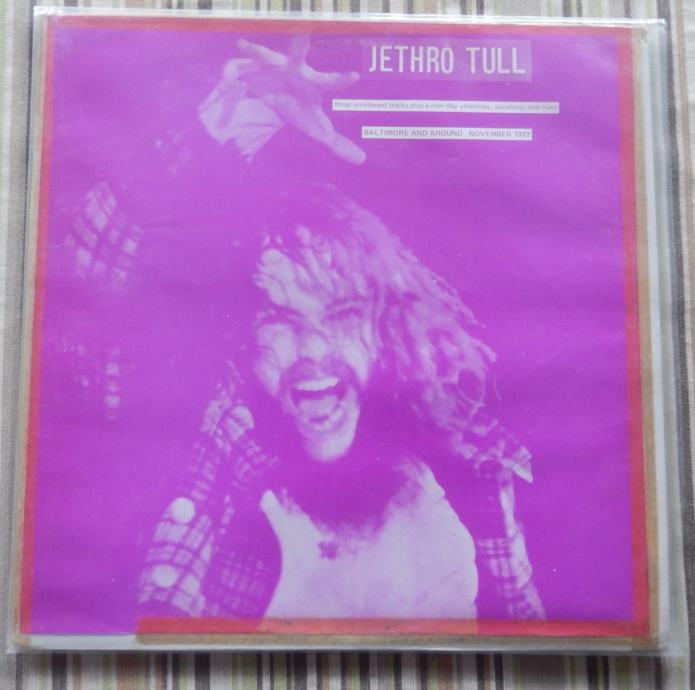 JETHRO TULL
three unreleased tracks plus a new day yesterday, aqualung, and mary
BALTIMORE AND AROUND NOVEMBER 1972